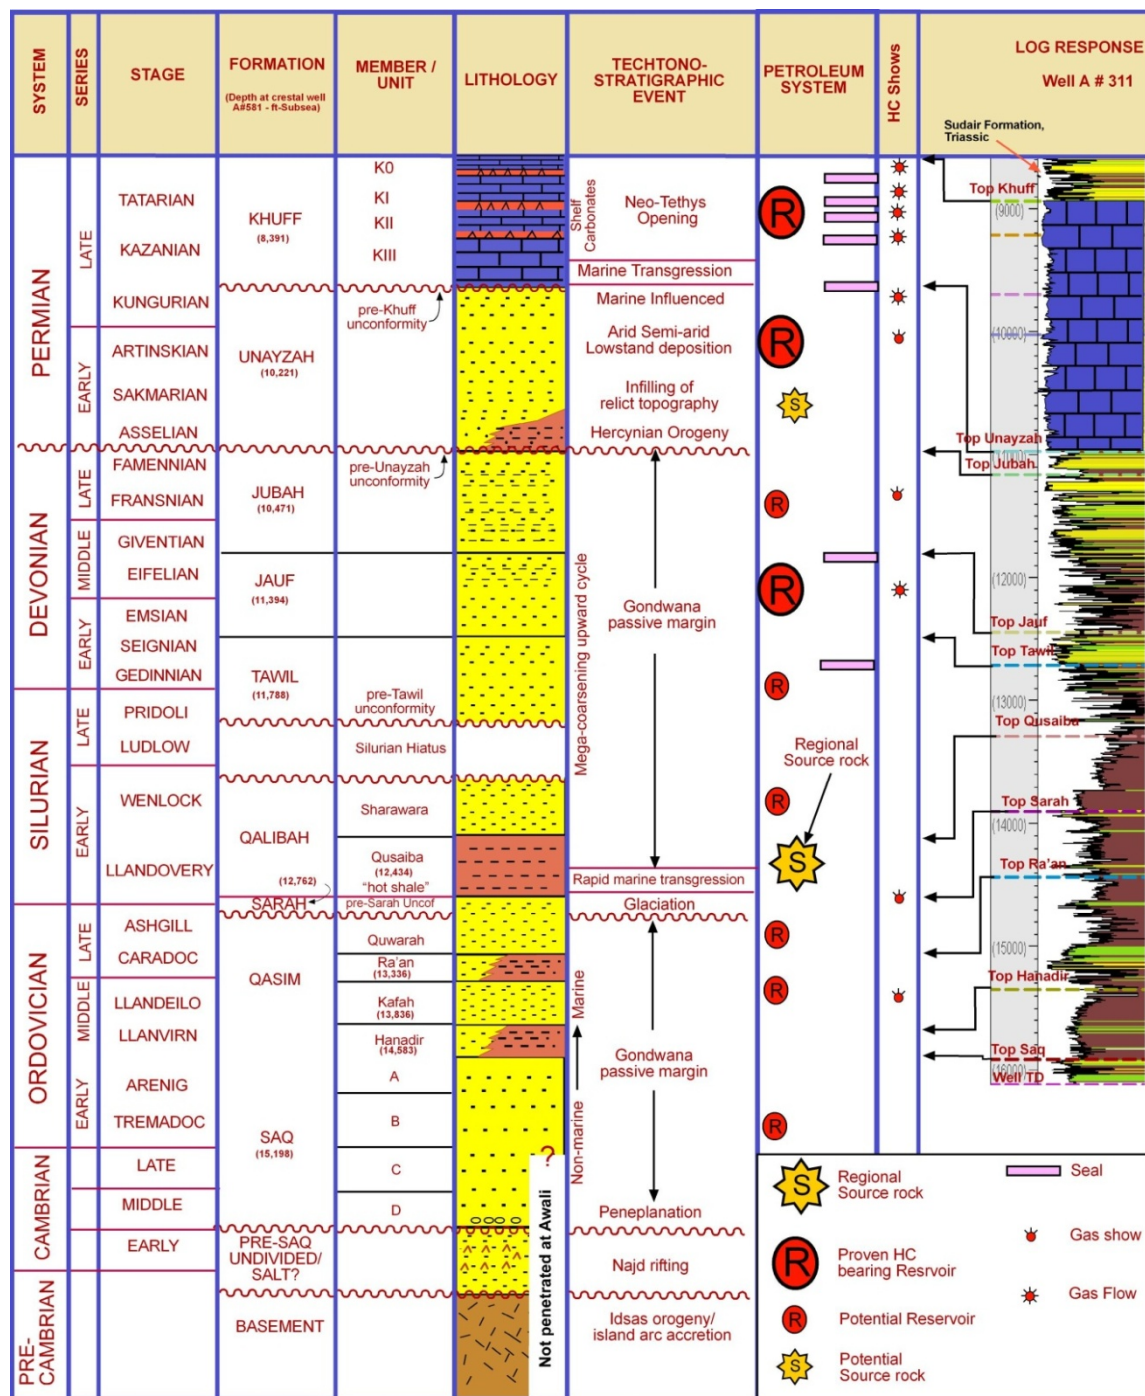 SYSTEM
SERIES
STAGE
FORMATION
(Depth at crestal well
A#581 - ft-Subsea)
MEMBER /
UNIT
LITHOLOGY
TECHTONO-
STRATIGRAPHIC
EVENT
PETROLEUM
SYSTEM
HC Shows
LOG RESPONSE
Well A # 311
Sudair Formation,
Triassic
PERMIAN
LATE
EARLY
TATARIAN
KAZANIAN
KUNGURIAN
ARTINSKIAN
SAKMARIAN
ASSELIAN
KHUFF
(8,391)
UNAYZAH
(10,221)
K0
KI
KII
KIII
pre-Khuff
unconformity
pre-Unayzah
unconformity
Shelf
Carbonates
Neo-Tethys
Opening
Marine Transgression
Marine Influenced
Arid Semi-arid
Lowstand deposition
Infilling of
relict topography
Hercynian Orogeny
R
R
S
DEVONIAN
LATE
MIDDLE
EARLY
FAMENNIAN
FRANSNIAN
GIVENTIAN
EIFELIAN
EMSIAN
SEIGNIAN
GEDINNIAN
JUBAH
(10,471)
JAUF
(11,394)
TAWIL
(11,788)
pre-Tawil
unconformity
Mega-coarsening upward cycle
Gondwana
passive margin
R
R
R
SILURIAN
LATE
EARLY
PRIDOLI
LUDLOW
WENLOCK
LLANDOVERY
QALIBAH
(12,762)
SARAH
Silurian Hiatus
Sharawara
Qusaiba
(12,434)
"hot shale"
pre-Sarah Uncof
Rapid marine transgression
Glaciation
Regional
Source rock
R
S
ORDOVICIAN
LATE
MIDDLE
EARLY
ASHGILL
CARADOC
LLANDEILO
LLANVIRN
ARENIG
TREMADOC
QASIM
SAQ
(15,198)
Quwarah
Ra'an
(13,336)
Kafah
(13,836)
Hanadir
(14,583)
A
B
C
D
Marine
Non-marine
Gondwana
passive margin
Peneplanation
R
R
R
CAMBRIAN
LATE
MIDDLE
EARLY
PRE-SAQ
UNDIVIDED/
SALT?
Najd rifting
PRE-
CAMBRIAN
BASEMENT
?
Not penetrated at Awali
Idsas orogeny/
island arc accretion
Top Khuff
(9000)
(10000)
Top Unayzah
Top Jubah
(12000)
Top Jauf
Top Tawil
(13000)
Top Qusaiba
Top Sarah
(14000)
Top Ra'an
(15000)
Top Hanadir
Top Saq
(16000)
Well TD
S
Regional
Source rock
R
Proven HC
bearing Resrvoir
R
Potential Reservoir
S
Potential
Source rock
Seal
Gas show
Gas Flow